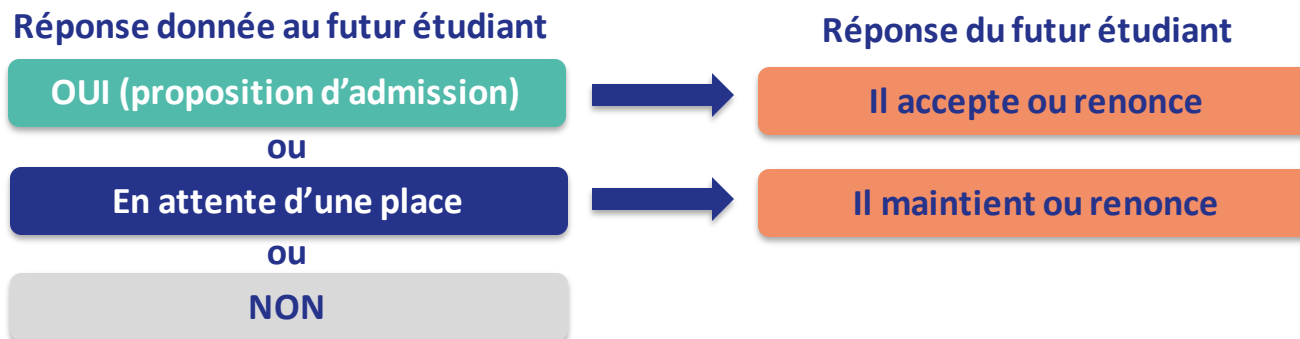 Réponse donnée au futur étudiant
OUI (proposition d’admission)
ou
En attente d’une place
ou
NON
Réponse du futur étudiant
Il accepte ou renonce
Il maintient ou renonce